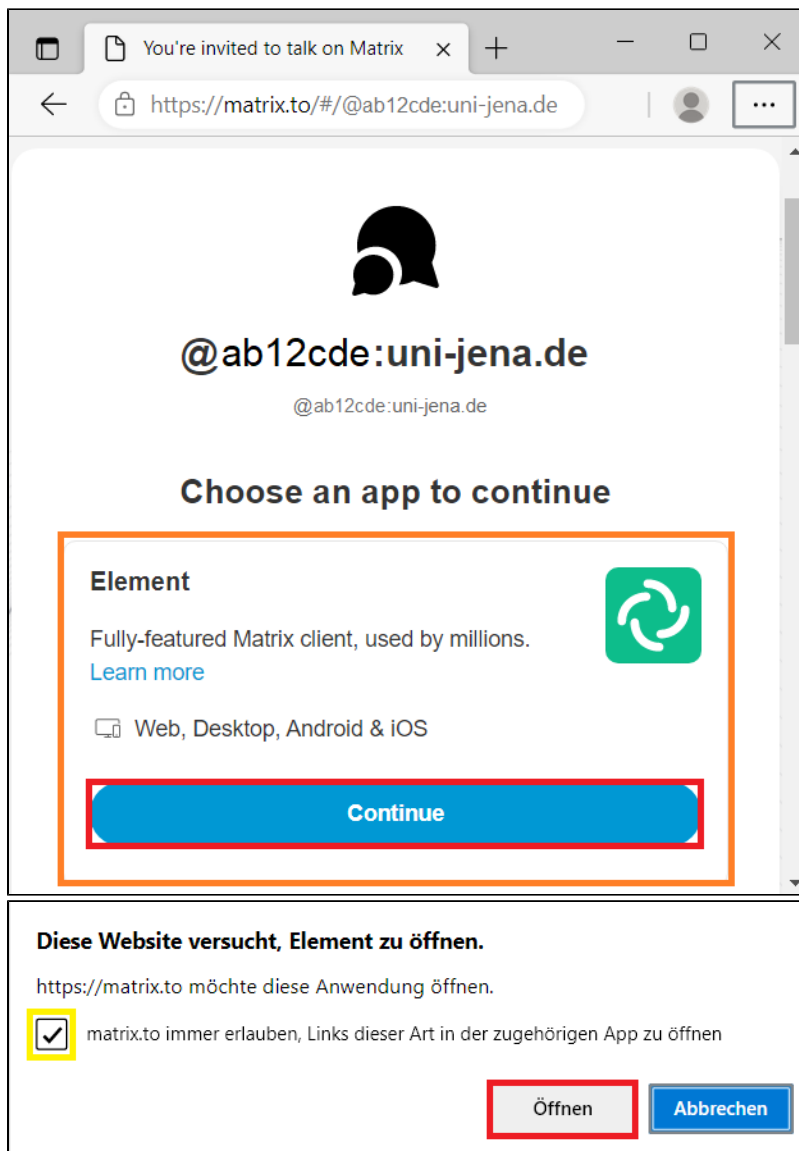 You're invited to talk on Matrix
https://matrix.to/#/@ab12cde:uni-jena.de
@ab12cde:uni-jena.de
@ab12cde:uni-jena.de
Choose an app to continue
Element
Fully-featured Matrix client, used by millions.
Learn more
Web, Desktop, Android & iOS
Continue
Diese Website versucht, Element zu öffnen.
https://matrix.to möchte diese Anwendung öffnen.
matrix.to immer erlauben, Links dieser Art in der zugehörigen App zu öffnen
Öffnen Abbrechen